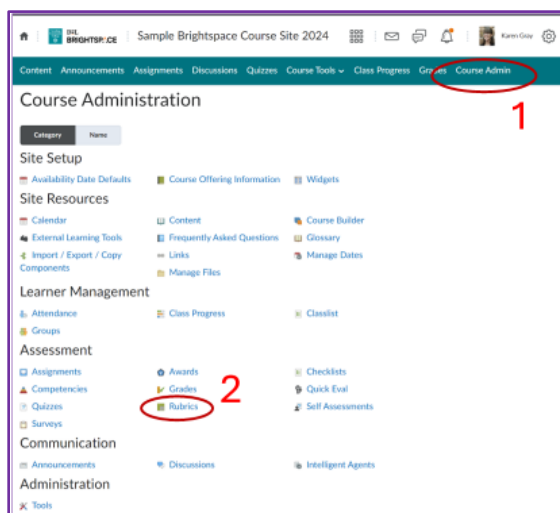 BRIGHTSPACE Sample Brightspace Course Site 2024 Karen Gray
Content Announcements Assignments Discussions Quizzes Course Tools Class Progress Grades Course Admin
Course Administration
1
Category Name
Site Setup
Availability Date Defaults Course Offering Information Widgets
Site Resources
Calendar Content Course Builder
External Learning Tools Frequently Asked Questions Glossary
Import / Export / Copy Components Links Manage Dates
Manage Files
Learner Management
Attendance Class Progress Classlist
Groups
Assessment
Assignments Awards Checklists
Competencies Grades 2 Quick Eval
Quizzes Rubrics Self Assessments
Surveys
Communication
Announcements Discussions Intelligent Agents
Administration
Tools